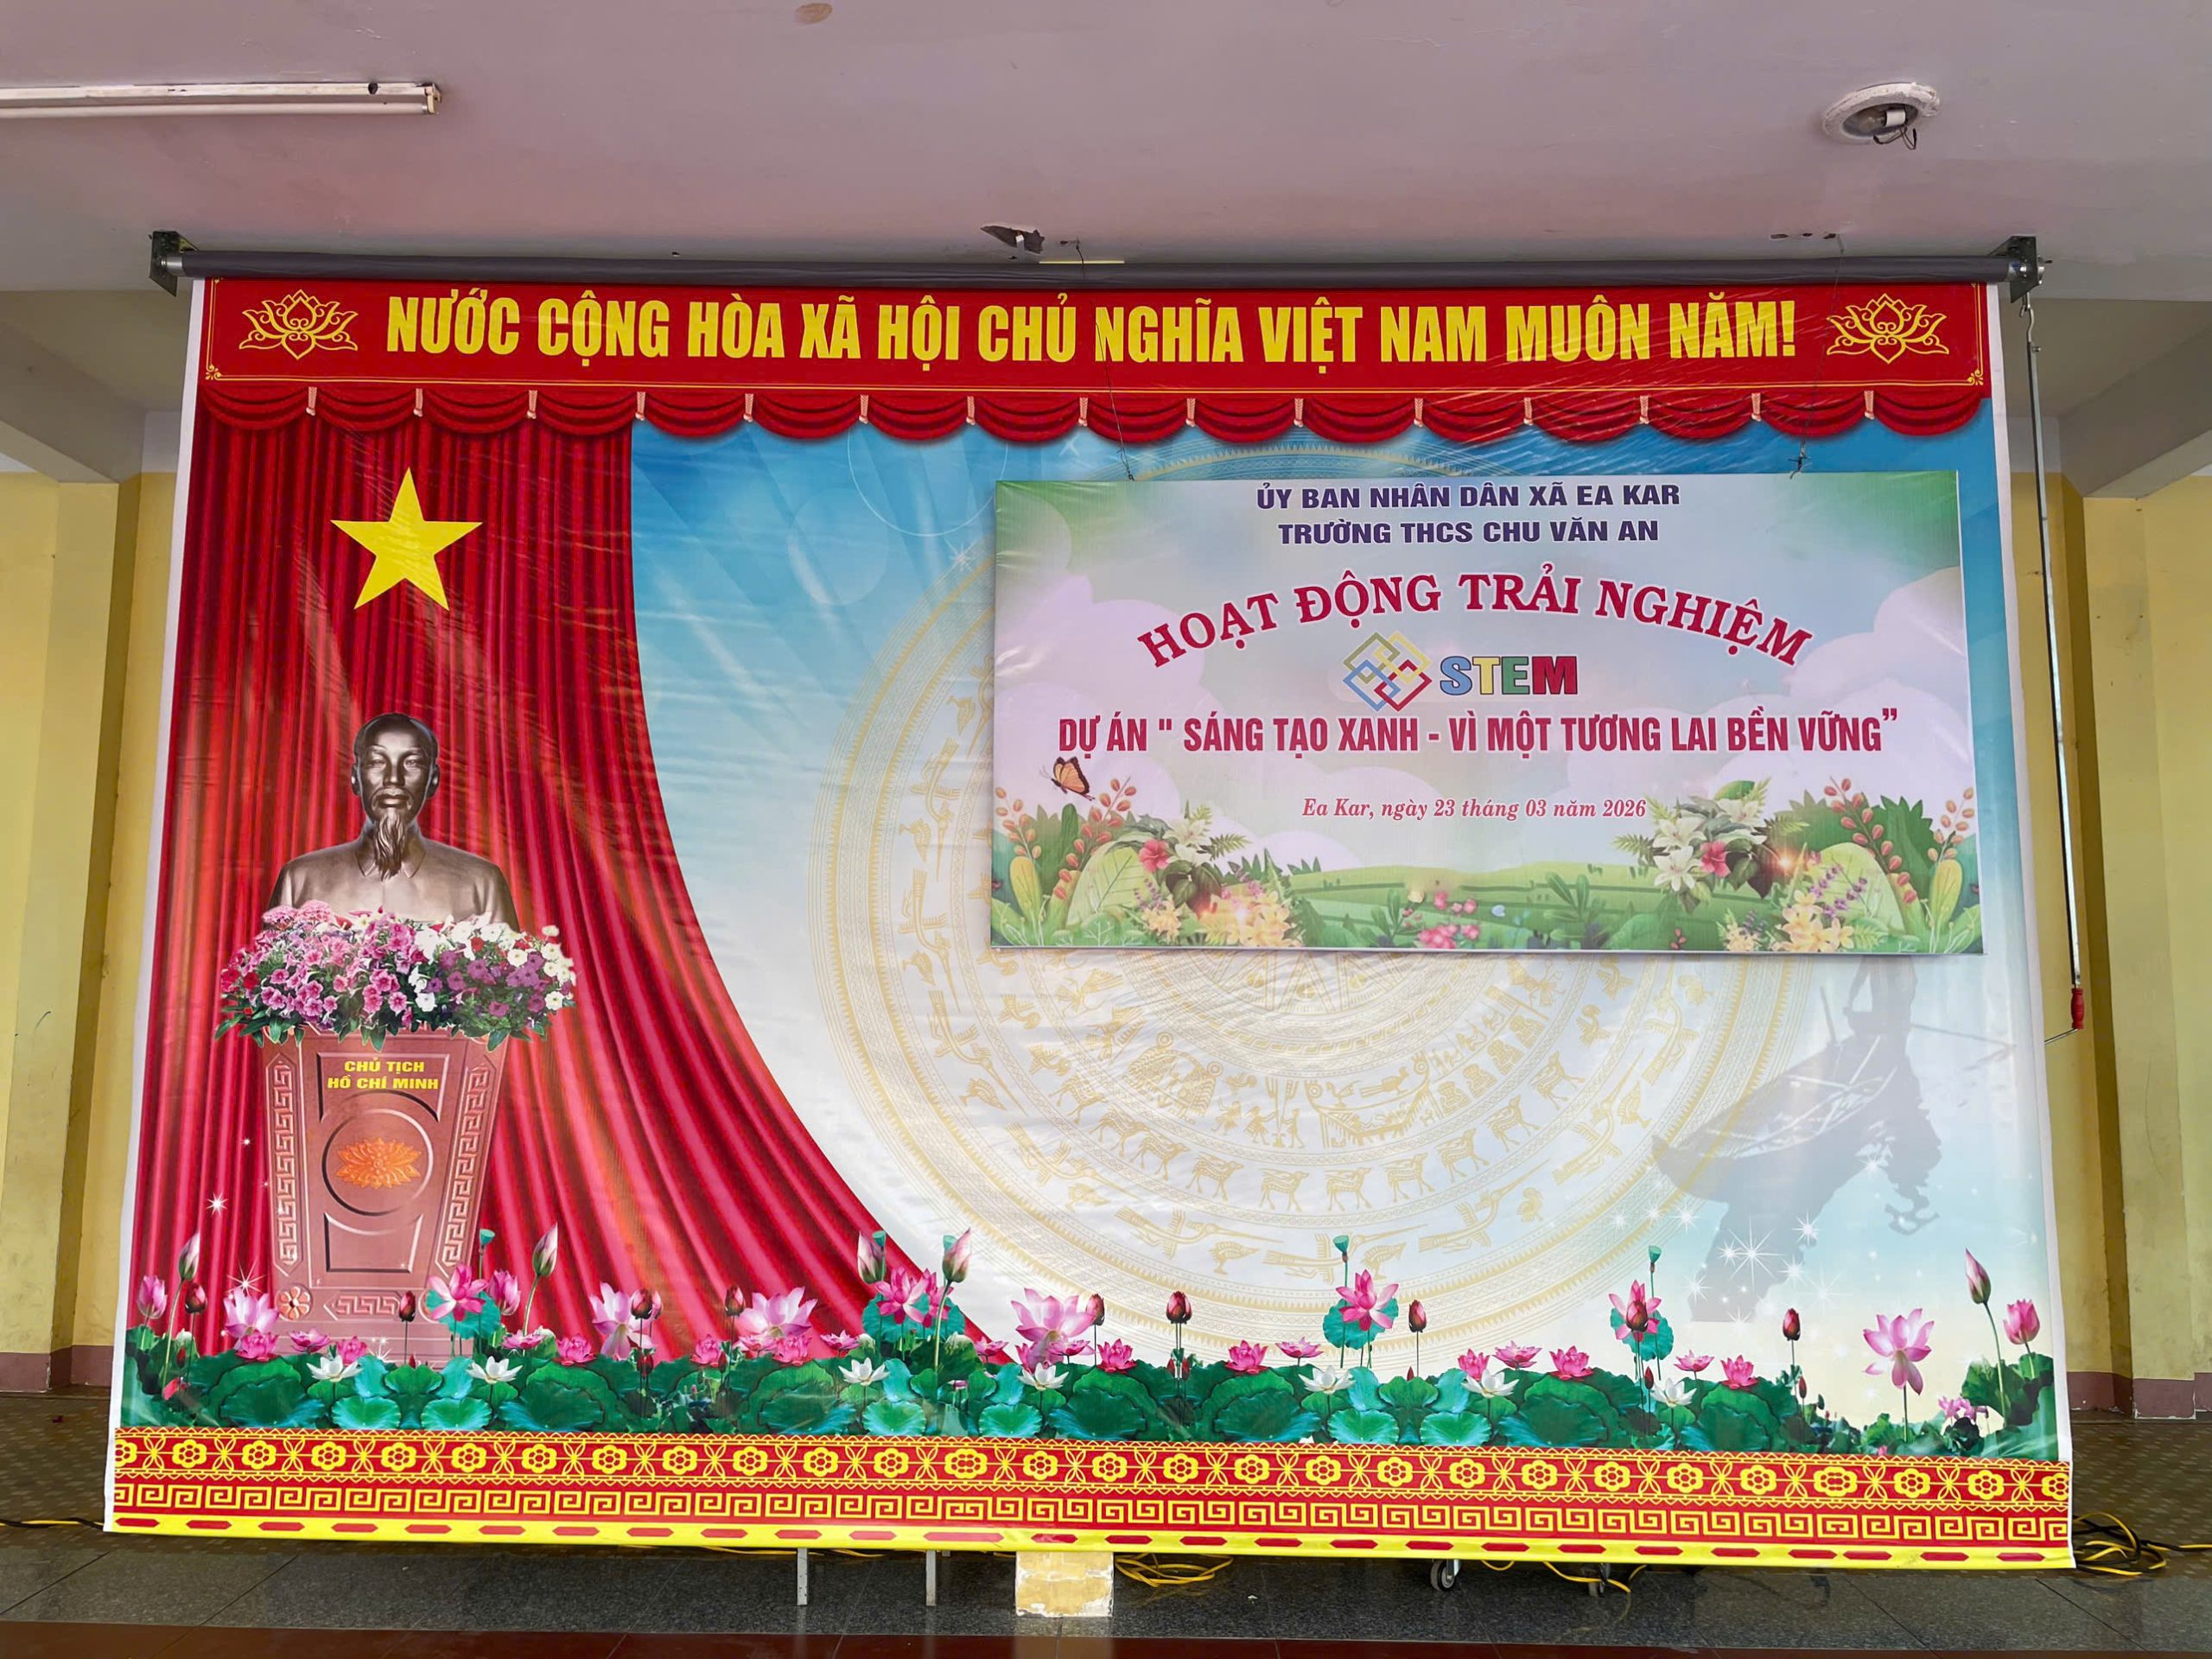 NƯỚC CỘNG HÒA XÃ HỘI CHỦ NGHĨA VIỆT NAM MUÔN NĂM!
ỦY BAN NHÂN DÂN XÃ EA KAR
TRƯỜNG THCS CHU VĂN AN
HOẠT ĐỘNG TRẢI NGHIỆM
STEM
DỰ ÁN " SÁNG TẠO XANH - VÌ MỘT TƯƠNG LAI BỀN VỮNG”
Ea Kar, ngày 23 tháng 03 năm 2026
CHỦ TỊCH
HỒ CHÍ MINH